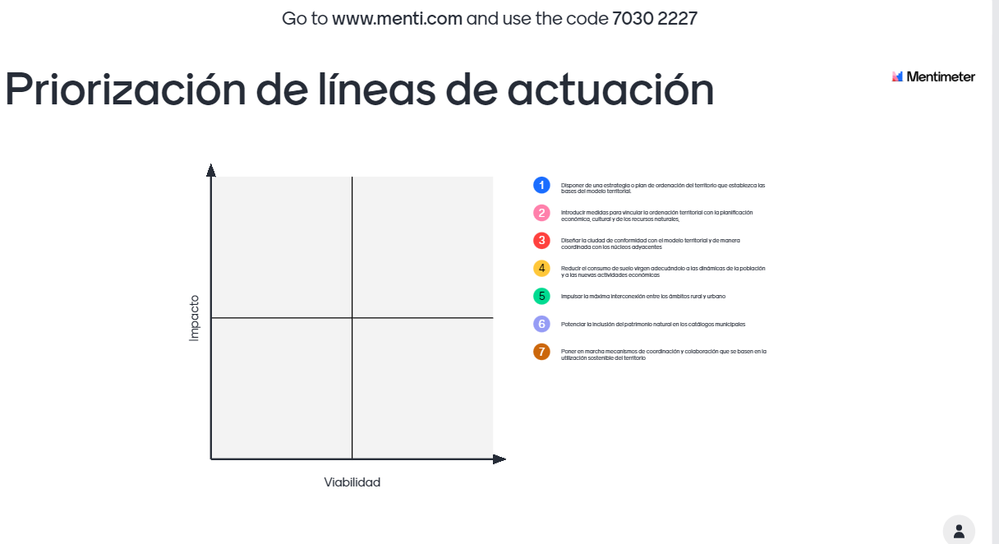 Go to www.menti.com and use the code 7030 2227
Priorización de líneas de actuación
Mentimeter
Impacto
Viabilidad
1 Disponer de una estrategia o plan de ordenación del territorio que establezca las
bases del modelo territorial.
2 Introducir medidas para vincular la ordenación territorial con la planificación
económica, cultural y de los recursos naturales,
3 Diseñar la ciudad de conformidad con el modelo territorial y de manera
coordinada con los núcleos adyacentes
4 Reducir el consumo de suelo virgen adecuándolo a las dinámicas de la población
y a las nuevas actividades económicas
5 Impulsar la máxima interconexión entre los ámbitos rural y urbano
6 Potenciar la inclusión del patrimonio natural en los catálogos municipales
7 Poner en marcha mecanismos de coordinación y colaboración que se basen en la
utilización sostenible del territorio